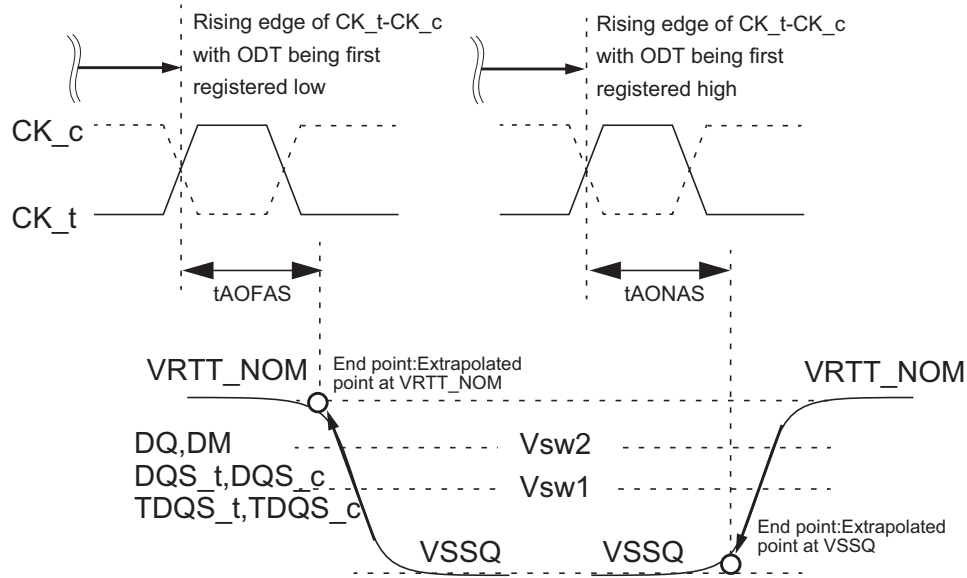 Rising edge of CK_t-CK_c
with ODT being first
registered low
Rising edge of CK_t-CK_c
with ODT being first
registered high
CK_c
CK_t
tAOFAS
tAONAS
VRTT_NOM
End point:Extrapolated
point at VRTT_NOM
VRTT_NOM
DQ,DM
DQS_t,DQS_c
TDQS_t,TDQS_c
Vsw2
Vsw1
VSSQ
VSSQ
End point:Extrapolated
point at VSSQ